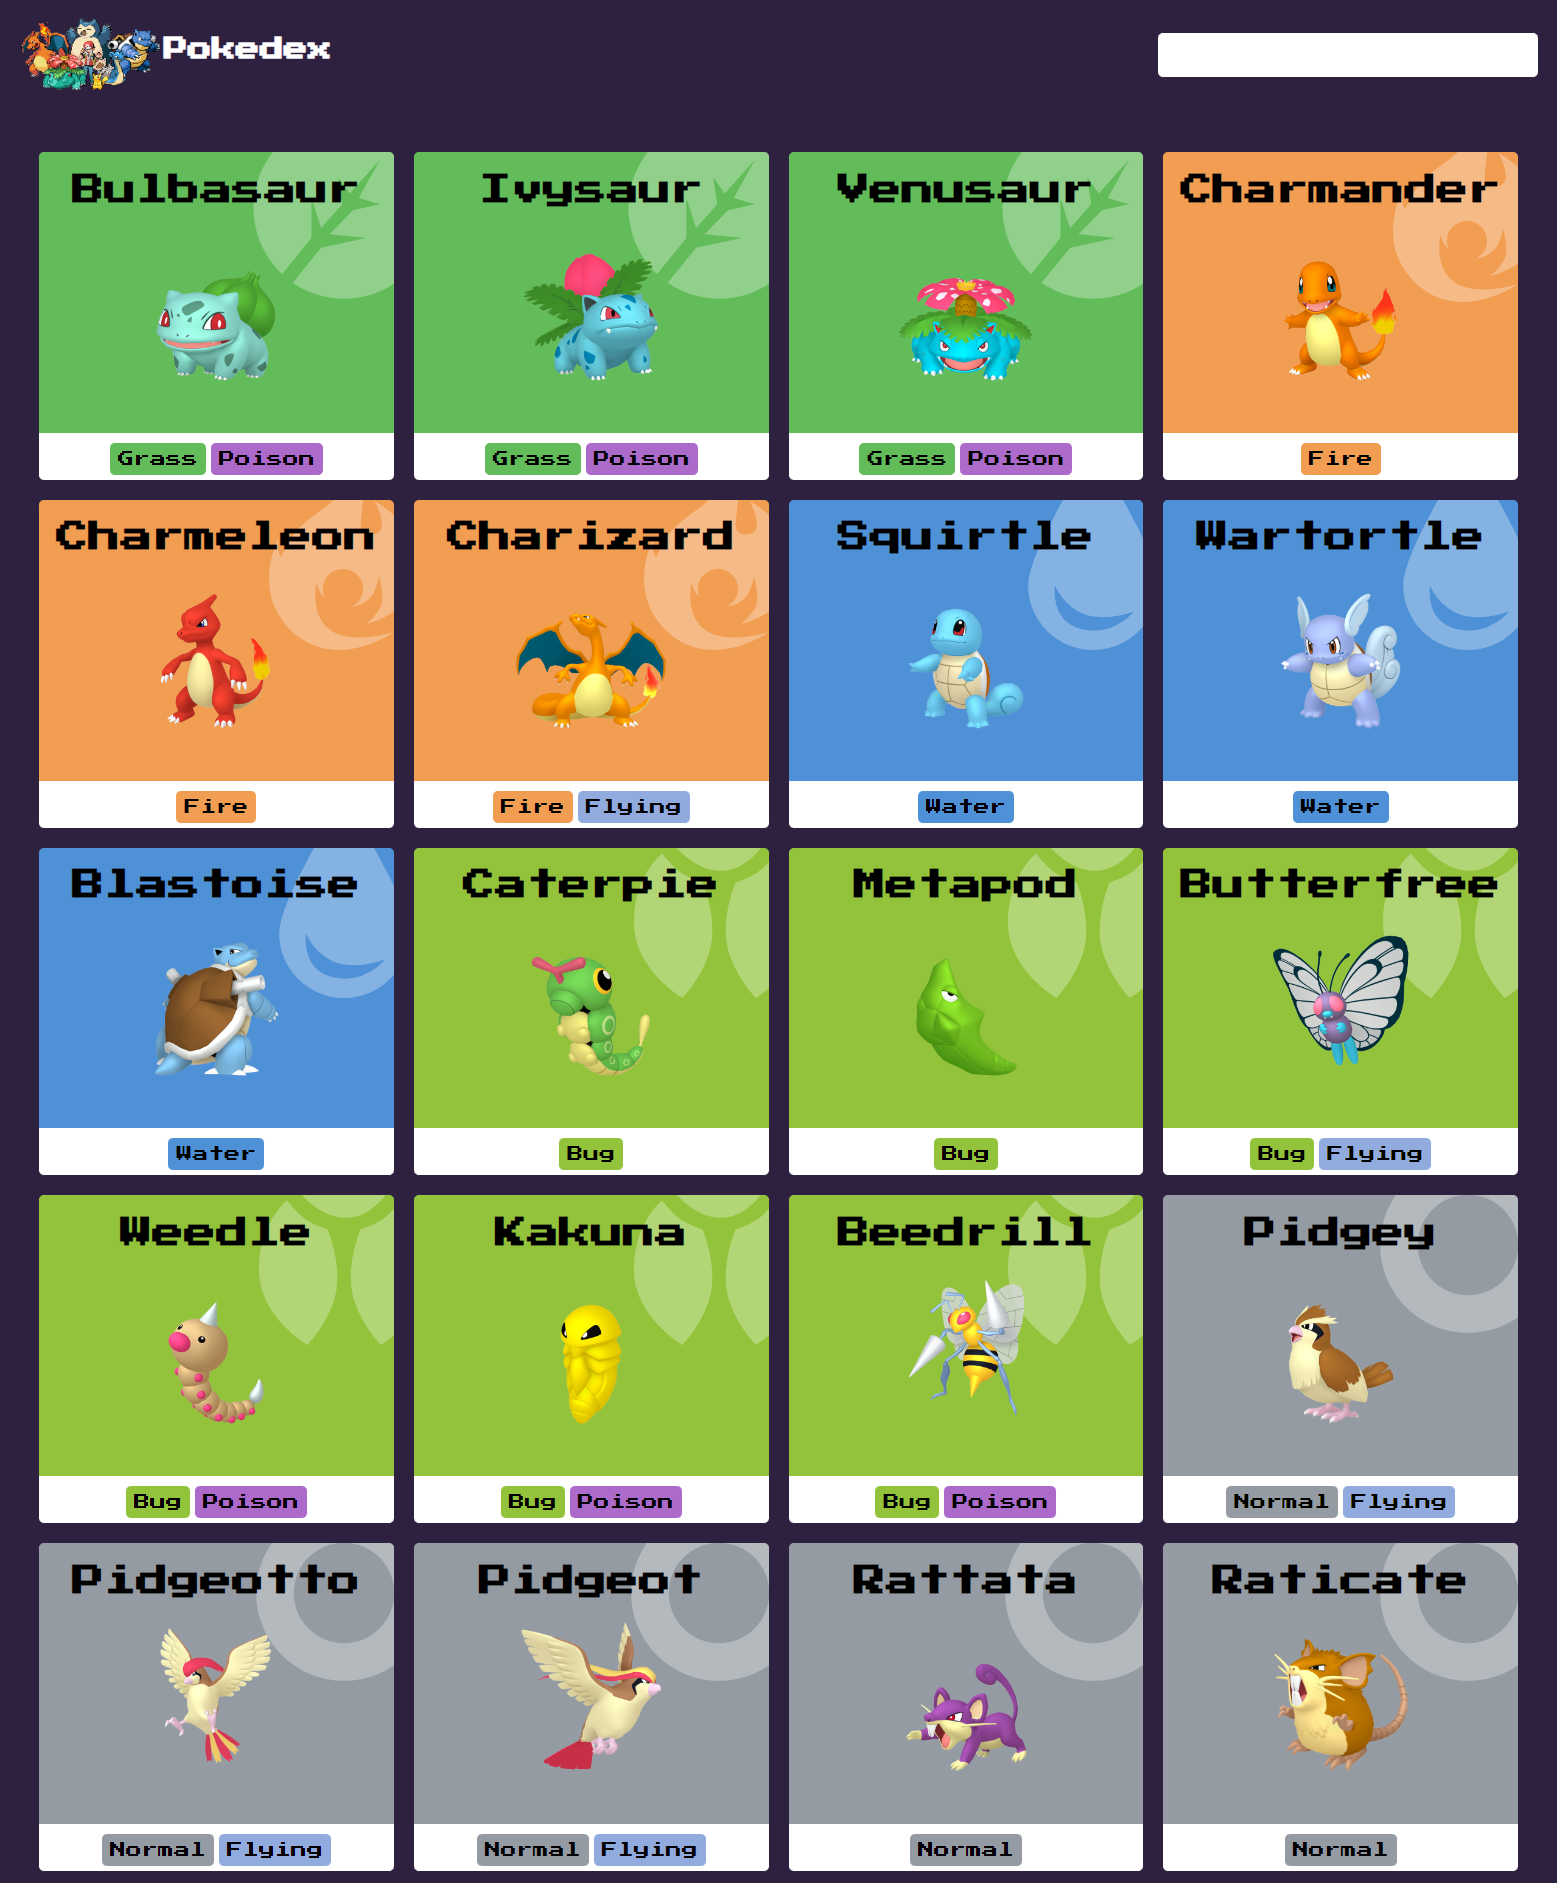 Pokedex
Bulbasaur
Ivysaur
Venusaur
Charmander
Grass Poison
Grass Poison
Grass Poison
Fire
Charmeleon
Charizard
Squirtle
Wartortle
Fire
Fire Flying
Water
Water
Blastoise
Caterpie
Metapod
Butterfree
Water
Bug
Bug
Bug Flying
Weedle
Kakuna
Beedrill
Pidgey
Bug Poison
Bug Poison
Bug Poison
Normal Flying
Pidgeotto
Pidgeot
Rattata
Raticate
Normal Flying
Normal Flying
Normal
Normal